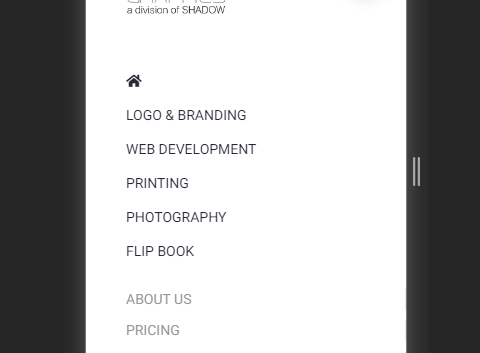 a division of SHADOW
LOGO & BRANDING
WEB DEVELOPMENT
PRINTING
PHOTOGRAPHY
FLIP BOOK
ABOUT US
PRICING